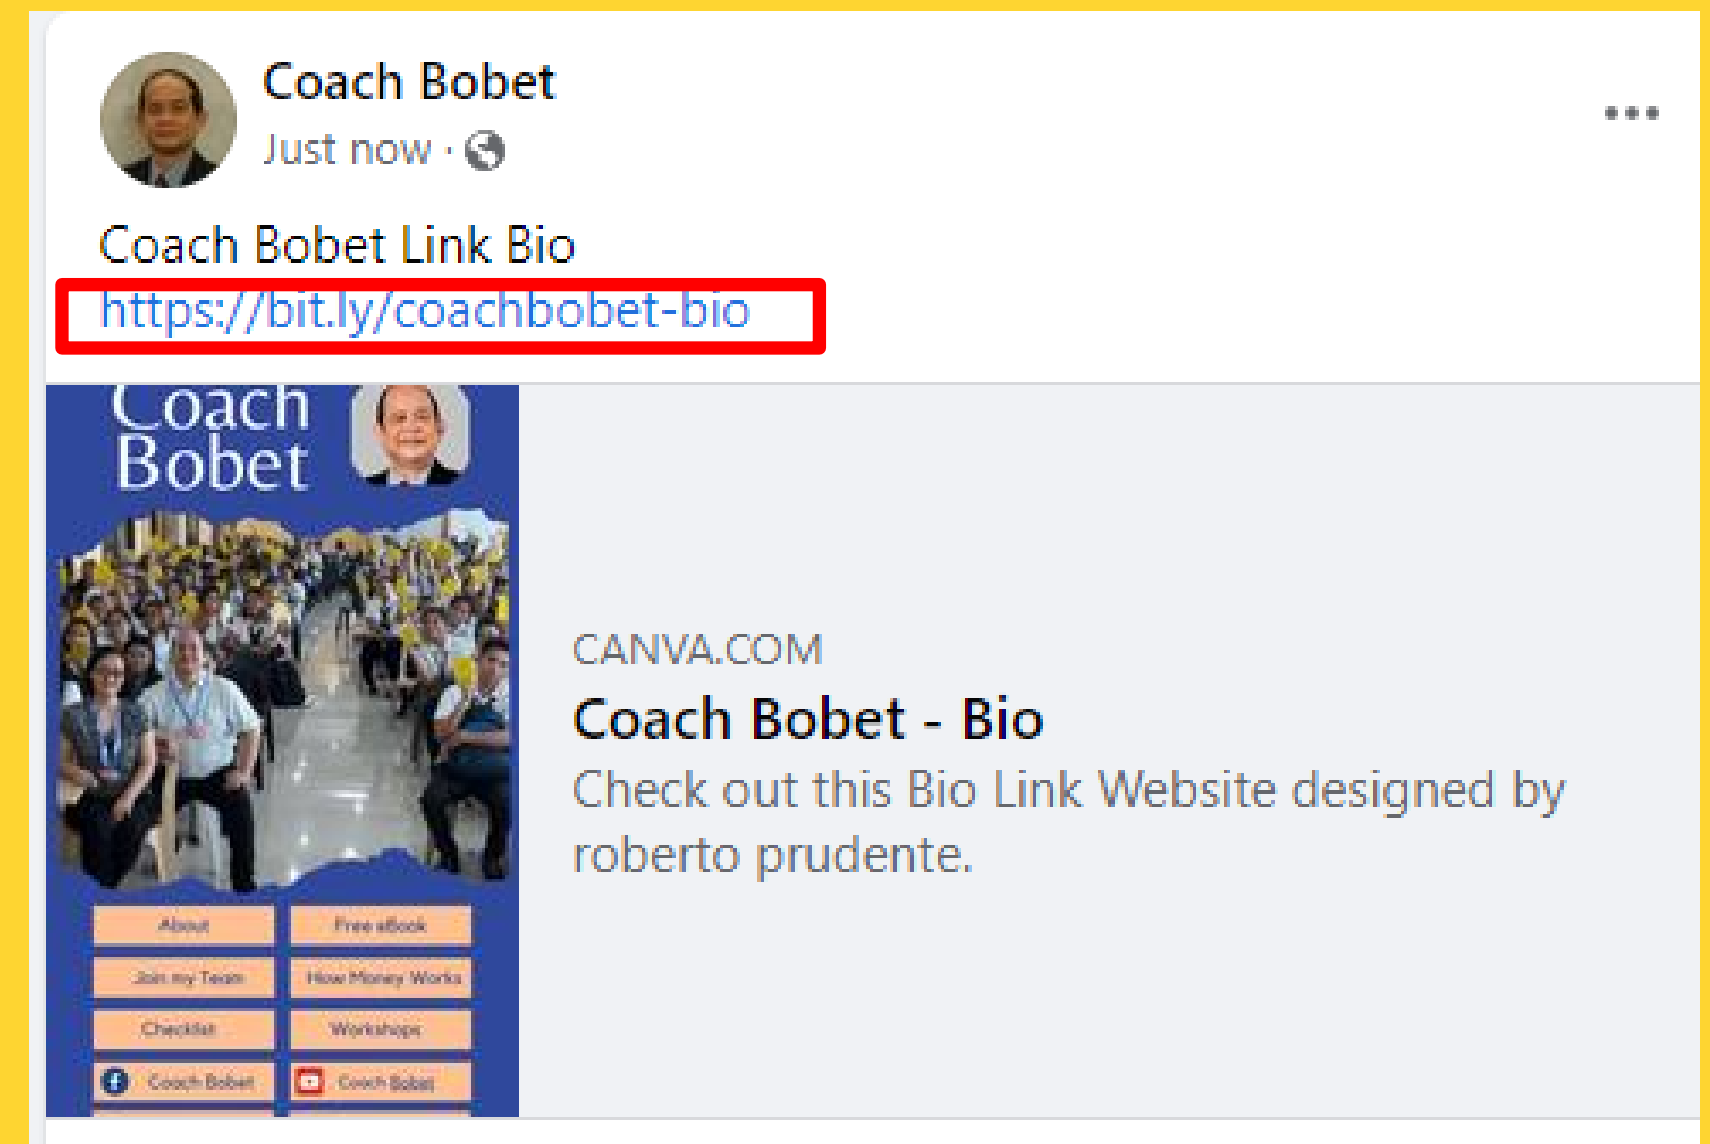 Coach Bobet
Just now ·
Coach Bobet Link Bio
https://bit.ly/coachbobet-bio
Coach
Bobet
CANVA.COM
Coach Bobet - Bio
Check out this Bio Link Website designed by
roberto prudente.
About
Free eBook
Join my Team
How Money Works
Checklist
Workshops
Coach Bobet
Coach Bobet